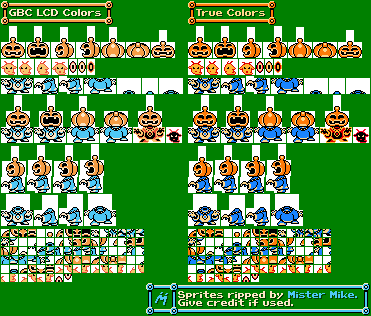 GBC LCD Colors
True Colors
Sprites ripped by Mister Mike.
Give credit if used.